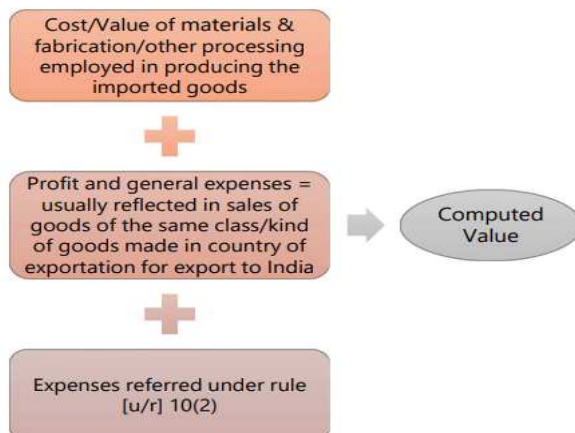 Cost/Value of materials &
fabrication/other processing
employed in producing the
imported goods
Profit and general expenses =
usually reflected in sales of
goods of the same class/kind
of goods made in country of
exportation for export to India
Computed
Value
Expenses referred under rule
[u/r] 10(2)